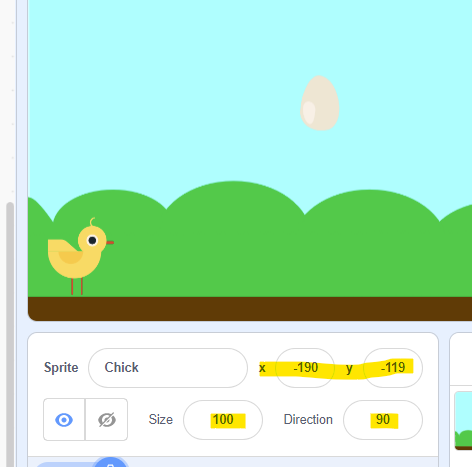 Sprite Chick x -190 y -119
Size 100 Direction 90